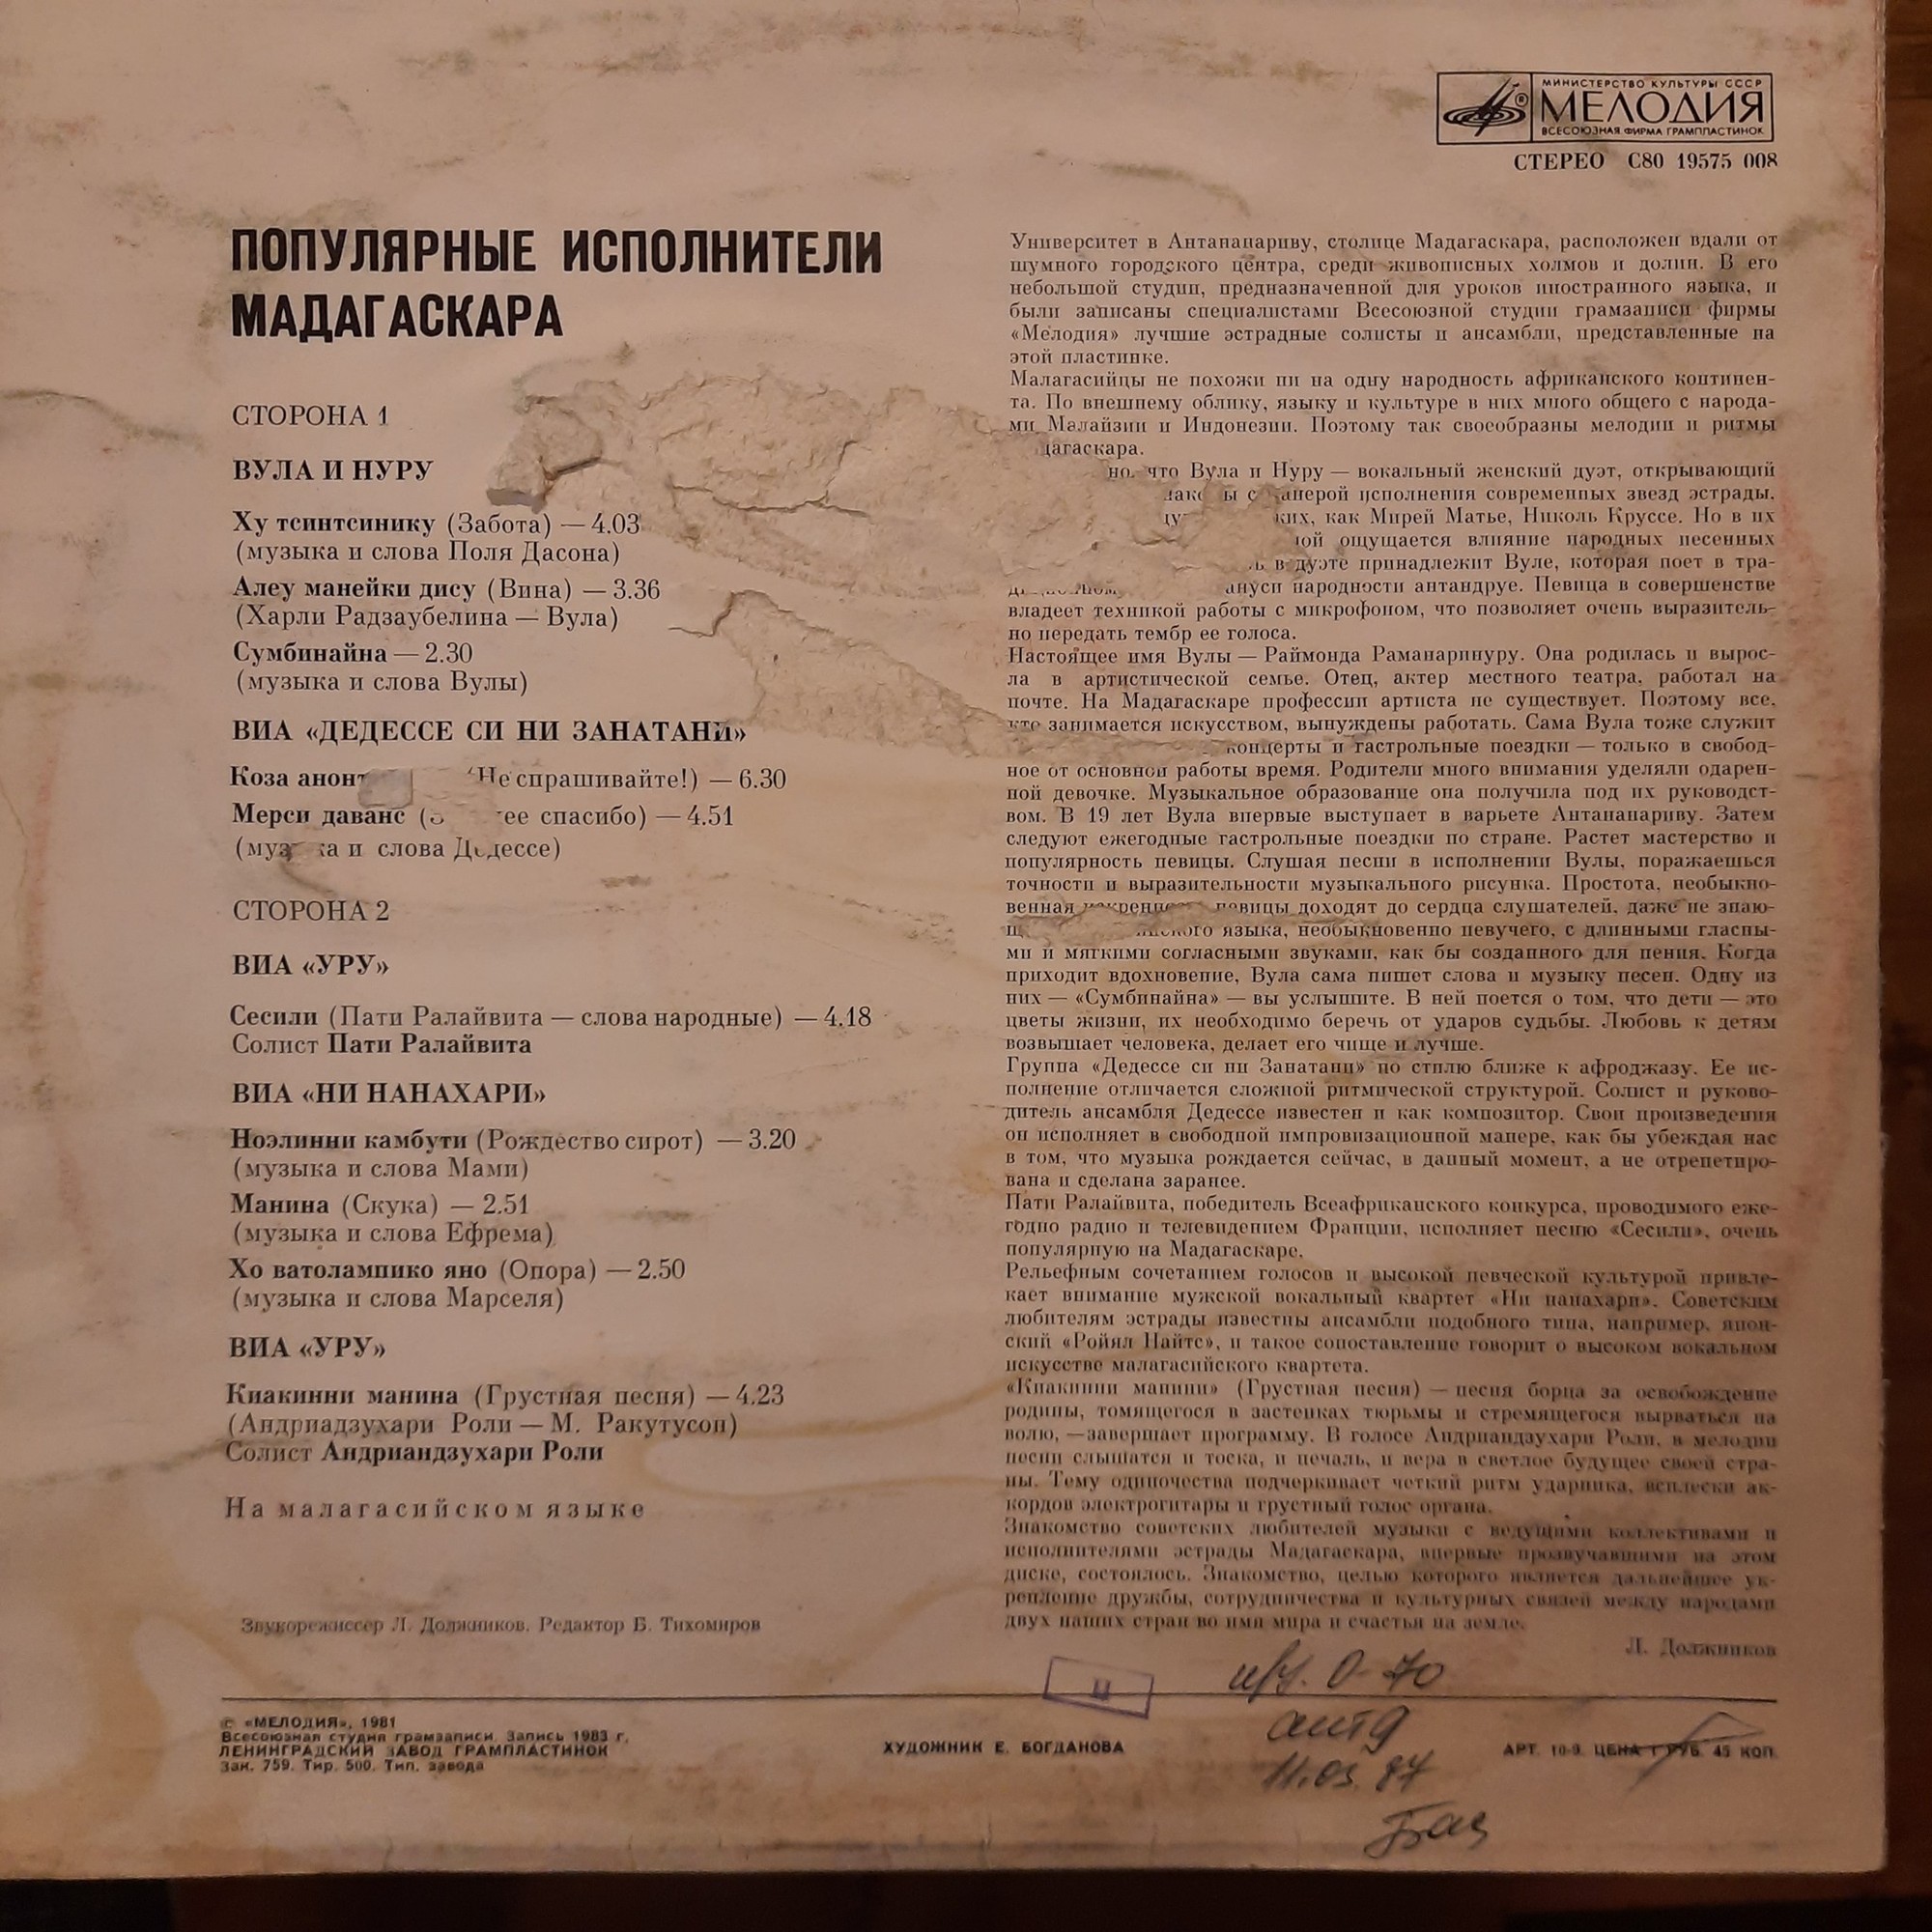 МИНИСТЕРСТВО КУЛЬТУРЫ СССР
МЕЛОДИЯ
ВСЕСОЮЗНАЯ ФИРМА ГРАМПЛАСТИНОК
СТЕРЕО С80 19575 008
ПОПУЛЯРНЫЕ ИСПОЛНИТЕЛИ
МАДАГАСКАРА
СТОРОНА 1
ВУЛА И НУРУ
Ху тсинтсинику (Забота) — 4.03
(музыка и слова Поля Дасона)
Алеу манейки дису (Вина) — 3.36
(Харли Радзаубелина — Вула)
Сумбинайна — 2.30
(музыка и слова Вулы)
ВИА «ДЕДЕССЕ СИ НИ ЗАНАТАНИ»
Коза (Не спрашивайте!) — 6.30
Мерси даванс спасибо) — 4.51
и слова Дедессе)
СТОРОНА 2
ВИА «УРУ»
Сесили (Пати Ралайвита — слова народные) — 4.18
Солист Пати Ралайвита
ВИА «НИ НАНАХАРИ»
Ноэлинни камбути (Рождество сирот) — 3.20
(музыка и слова Мами)
Манина (Скука) — 2.51
(музыка и слова Ефрема)
Хо ватолампико яно (Опора) — 2.50
(музыка и слова Марселя)
ВИА «УРУ»
Киакинни манина (Грустная песня) — 4.23
(Андриадзухари Роли — М. Ракутусон)
Солист Андриандзухари Роли
На малагасийском языке
Звукорежиссер Л. Должников. Редактор Б. Тихомиров
Университет в Антананариву, столице Мадагаскара, расположен вдали от
шумного городского центра, среди живописных холмов и долин. В его
небольшой студии, предназначенной для уроков иностранного языка, и
были записаны специалистами Всесоюзной студии грамзаписи фирмы
«Мелодия» лучшие эстрадные солисты и ансамбли, представленные на
этой пластинке.
Малагасийцы не похожи ни на одну народность африканского континен-
та. По внешнему облику, языку и культуре в них много общего с народа-
ми Малайзии и Индонезии. Поэтому так своеобразны мелодии и ритмы
дагаскара.
но, что Вула и Нуру — вокальный женский дуэт, открывающий
с манерой исполнения современных звезд эстрады,
ких, как Мирей Матье, Николь Круссе. Но в их
ной ощущается влияние народных песенных
в дуэте принадлежит Вуле, которая поет в тра-
народности антандруе. Певица в совершенстве
владеет техникой работы с микрофоном, что позволяет очень выразитель-
но передать тембр ее голоса.
Настоящее имя Вулы — Раймонда Раманаринуру. Она родилась и вырос-
ла в артистической семье. Отец, актер местного театра, работал на
почте. На Мадагаскаре профессии артиста не существует. Поэтому все,
кто занимается искусством, вынуждены работать. Сама Вула тоже служит
концерты и гастрольные поездки — только в свобод-
ное от основной работы время. Родители много внимания уделяли одарен-
ной девочке. Музыкальное образование она получила под их руководст-
вом. В 19 лет Вула впервые выступает в варьете Антананариву. Затем
следуют ежегодные гастрольные поездки по стране. Растет мастерство и
популярность певицы. Слушая песни в исполнении Вулы, поражаешься
точности и выразительности музыкального рисунка. Простота, необыкно-
венная искренность певицы доходят до сердца слушателей, даже не знаю-
языка, необыкновенно певучего, с длинными гласны-
ми и мягкими согласными звуками, как бы созданного для пения. Когда
приходит вдохновение, Вула сама пишет слова и музыку песен. Одну из
них — «Сумбинайна» — вы услышите. В ней поется о том, что дети — это
цветы жизни, их необходимо беречь от ударов судьбы. Любовь к детям
возвышает человека, делает его чище и лучше.
Группа «Дедессе си ни Занатани» по стилю ближе к афроджазу. Ее ис-
полнение отличается сложной ритмической структурой. Солист и руково-
дитель ансамбля Дедессе известен и как композитор. Свои произведения
он исполняет в свободной импровизационной манере, как бы убеждая нас
в том, что музыка рождается сейчас, в данный момент, а не отрепетиро-
вана и сделана заранее.
Пати Ралайвита, победитель Всеафриканского конкурса, проводимого еже-
годно радио и телевидением Франции, исполняет песню «Сесили», очень
популярную на Мадагаскаре.
Рельефным сочетанием голосов и высокой певческой культурой привле-
кает внимание мужской вокальный квартет «Ни нанахари». Советским
любителям эстрады известны ансамбли подобного типа, например, япон-
ский «Ройял Найтс», и такое сопоставление говорит о высоком вокальном
искусстве малагасийского квартета.
«Киакинни манини» (Грустная песня) — песня борца за освобождение
родины, томящегося в застенках тюрьмы и стремящегося вырваться на
волю, — завершает программу. В голосе Андриандзухари Роли, в мелодии
песни слышатся и тоска, и печаль, и вера в светлое будущее своей стра-
ны. Тему одиночества подчеркивает четкий ритм ударника, всплески ак-
кордов электрогитары и грустный голос органа.
Знакомство советских любителей музыки с ведущими коллективами и
исполнителями эстрады Мадагаскара, впервые прозвучавшими на этом
диске, состоялось. Знакомство, целью которого является дальнейшее ук-
репление дружбы, сотрудничества и культурных связей между народами
двух наших стран во имя мира и счастья на земле.
Л. Должников
0-70
11.03.87
© «МЕЛОДИЯ», 1981
Всесоюзная студия грамзаписи. Запись 1983 г.
ЛЕНИНГРАДСКИЙ ЗАВОД ГРАМПЛАСТИНОК
Зак. 759. Тир. 500. Тип. завода
ХУДОЖНИК Е. БОГДАНОВА
АРТ. 10-9. ЦЕНА 1 РУБ. 45 КОП.